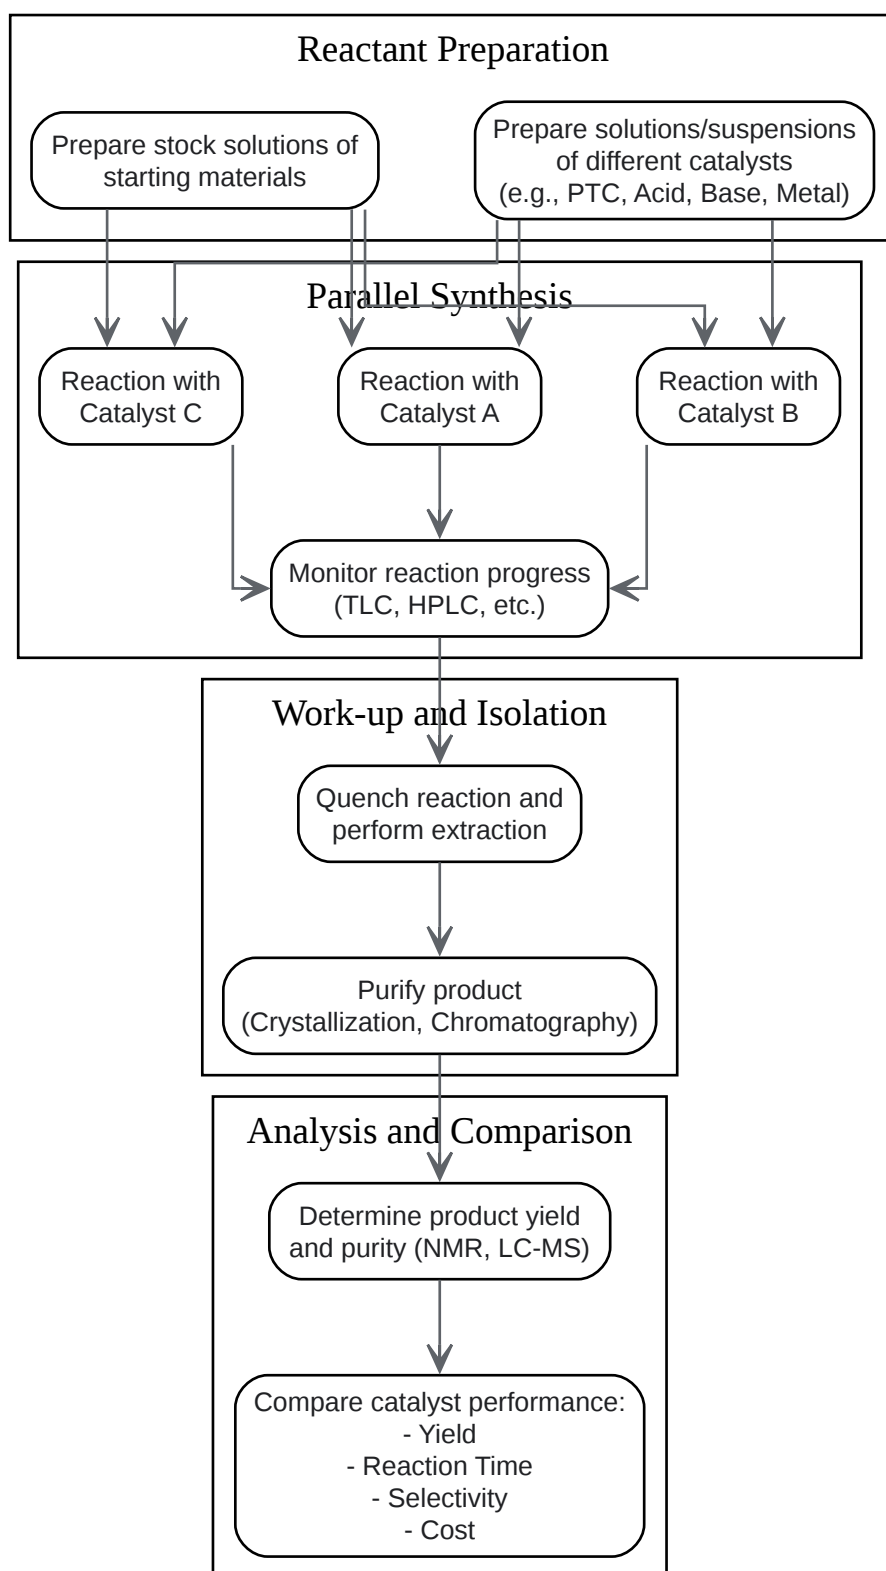 Reactant Preparation
Prepare stock solutions of
starting materials
Prepare solutions/suspensions
of different catalysts
(e.g., PTC, Acid, Base, Metal)
Parallel Synthesis
Reaction with
Catalyst C
Reaction with
Catalyst A
Reaction with
Catalyst B
Monitor reaction progress
(TLC, HPLC, etc.)
Work-up and Isolation
Quench reaction and
perform extraction
Purify product
(Crystallization, Chromatography)
Analysis and Comparison
Determine product yield
and purity (NMR, LC-MS)
Compare catalyst performance:
- Yield
- Reaction Time
- Selectivity
- Cost